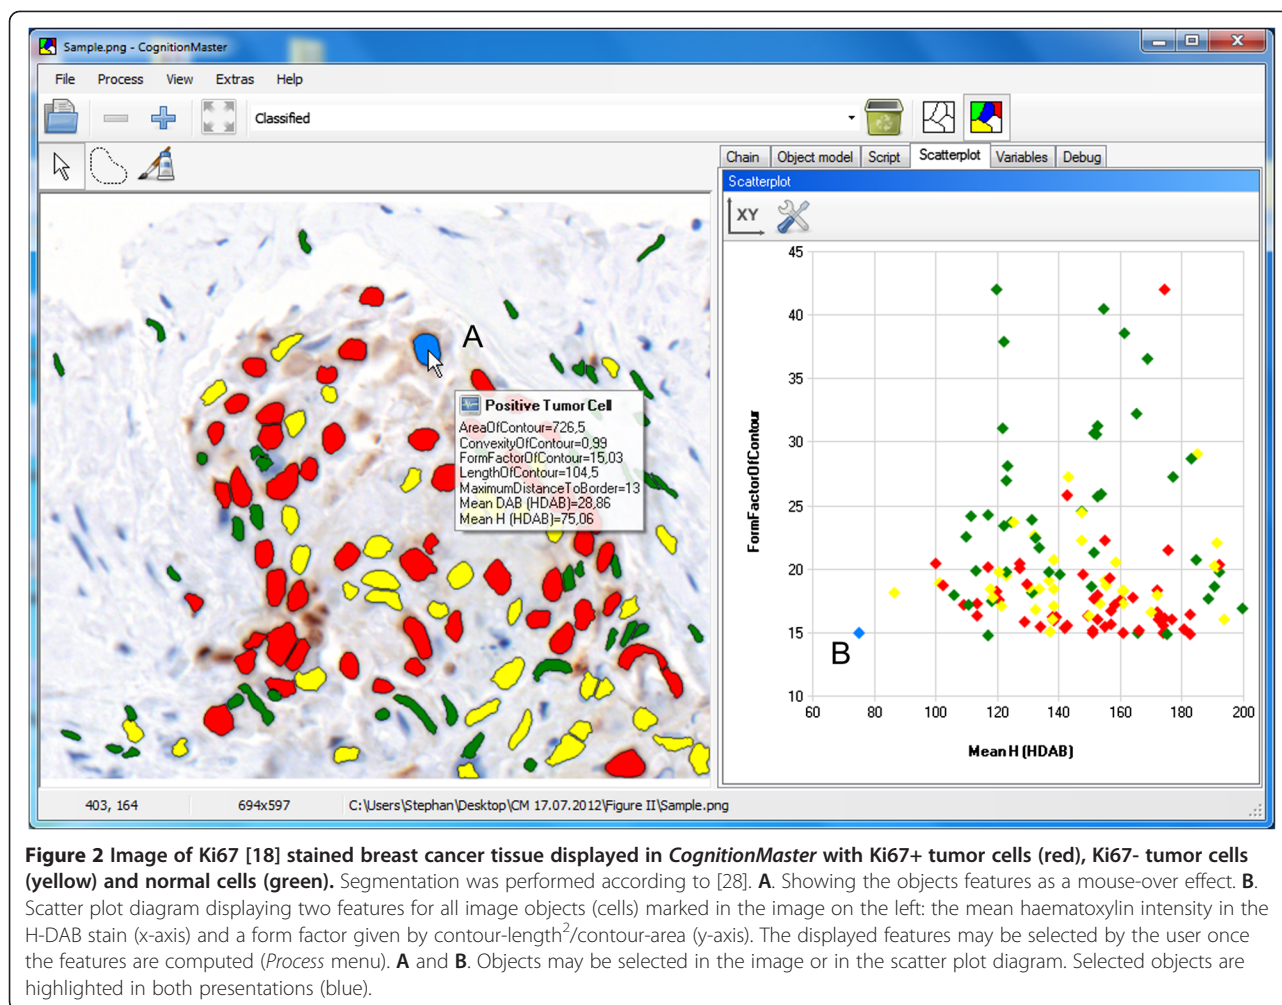 Sample.png - CognitionMaster
File Process View Extras Help
Classified
Chain Object model Script Scatterplot Variables Debug
Scatterplot
XY
A
Positive Tumor Cell
AreaOfContour=726,5
ConvexityOfContour=0,99
FormFactorOfContour=15,03
LengthOfContour=104,5
MaximumDistanceToBorder=13
Mean DAB (HDAB)=28,86
Mean H (HDAB)=75,06
45
40
35
30
25
20
15
10
FormFactorOfContour
B
60 80 100 120 140 160 180 200
Mean H (HDAB)
403, 164 694x597 C:\Users\Stephan\Desktop\CM 17.07.2012\Figure II\Sample.png
Figure 2 Image of Ki67 [18] stained breast cancer tissue displayed in CognitionMaster with Ki67+ tumor cells (red), Ki67- tumor cells
(yellow) and normal cells (green). Segmentation was performed according to [28]. A. Showing the objects features as a mouse-over effect. B.
Scatter plot diagram displaying two features for all image objects (cells) marked in the image on the left: the mean haematoxylin intensity in the
H-DAB stain (x-axis) and a form factor given by contour-length²/contour-area (y-axis). The displayed features may be selected by the user once
the features are computed (Process menu). A and B. Objects may be selected in the image or in the scatter plot diagram. Selected objects are
highlighted in both presentations (blue).